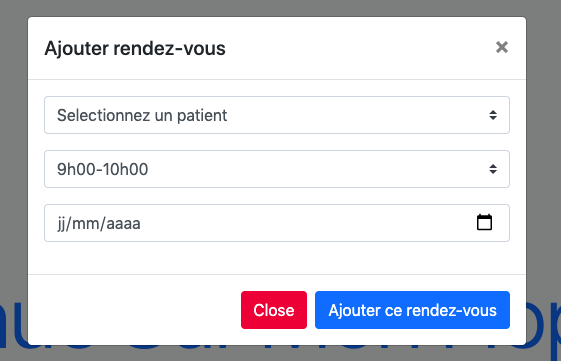 Ajouter rendez-vous ×
Selectionnez un patient
9h00-10h00
jj/mm/aaaa
Close Ajouter ce rendez-vous